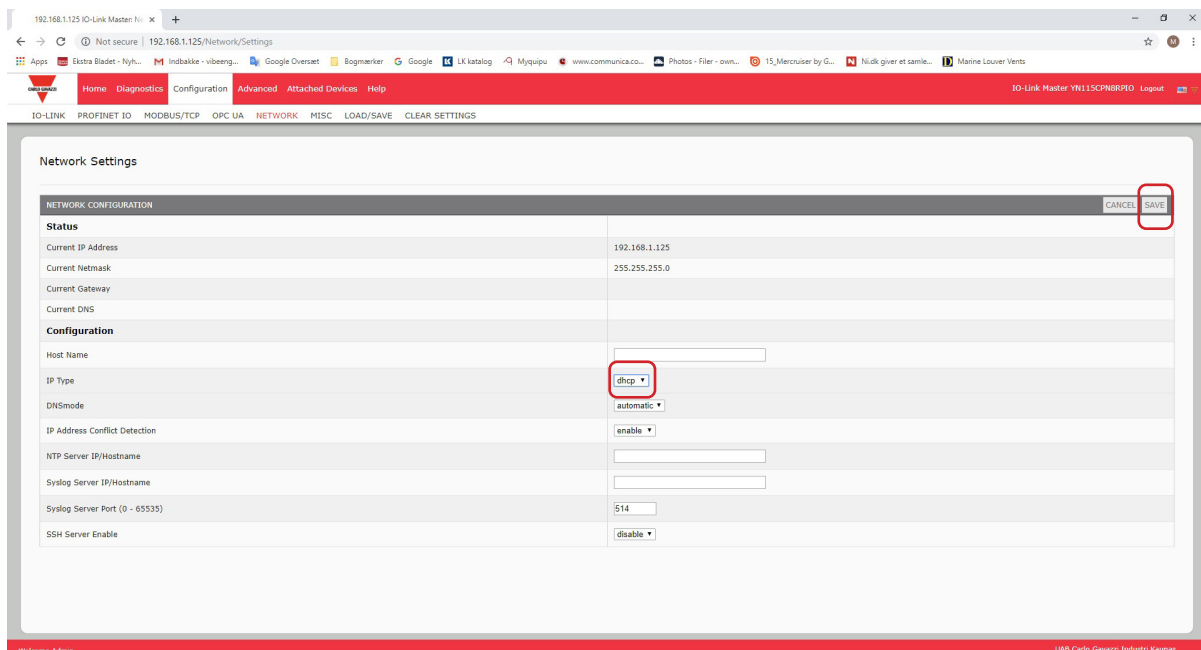 192.168.1.125 IO-Link Master: N
Not secure | 192.168.1.125/Network/Settings
Apps Ekstra Bladet - Nyh... Indbakke - vibeeng... Google Oversæt Bogmærker Google LK katalog Myquipu www.communica.co... Photos - Filer - own... 15_Mercruiser by G... Ni.dk giver et samle... Marine Louver Vents
CARLO GAVAZZI Home Diagnostics Configuration Advanced Attached Devices Help IO-Link Master YN115CPN8RPIO Logout
IO-LINK PROFINET IO MODBUS/TCP OPC UA NETWORK MISC LOAD/SAVE CLEAR SETTINGS
Network Settings
NETWORK CONFIGURATION CANCEL SAVE
Status
Current IP Address 192.168.1.125
Current Netmask 255.255.255.0
Current Gateway
Current DNS
Configuration
Host Name
IP Type dhcp
DNSmode automatic
IP Address Conflict Detection enable
NTP Server IP/Hostname
Syslog Server IP/Hostname
Syslog Server Port (0 - 65535) 514
SSH Server Enable disable
Welcome Admin UAB Carlo Gavazzi Industri Kaunas